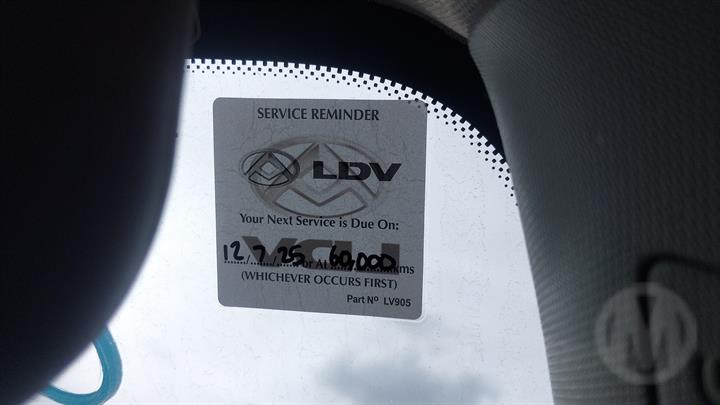 SERVICE REMINDER
LDV
Your Next Service is Due On:
12/7/25 or At 60,000 kms
(WHICHEVER OCCURS FIRST)
Part Nº LV905
M